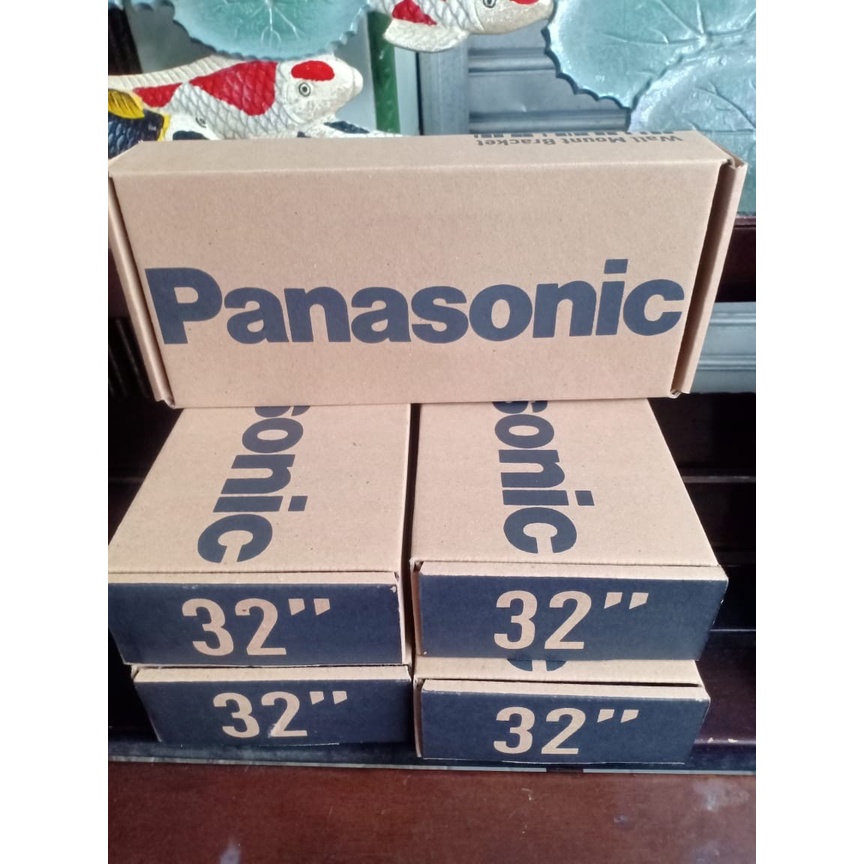 Wall Mount Bracket
Panasonic
sonic
sonic
32"
32"
32"
32"